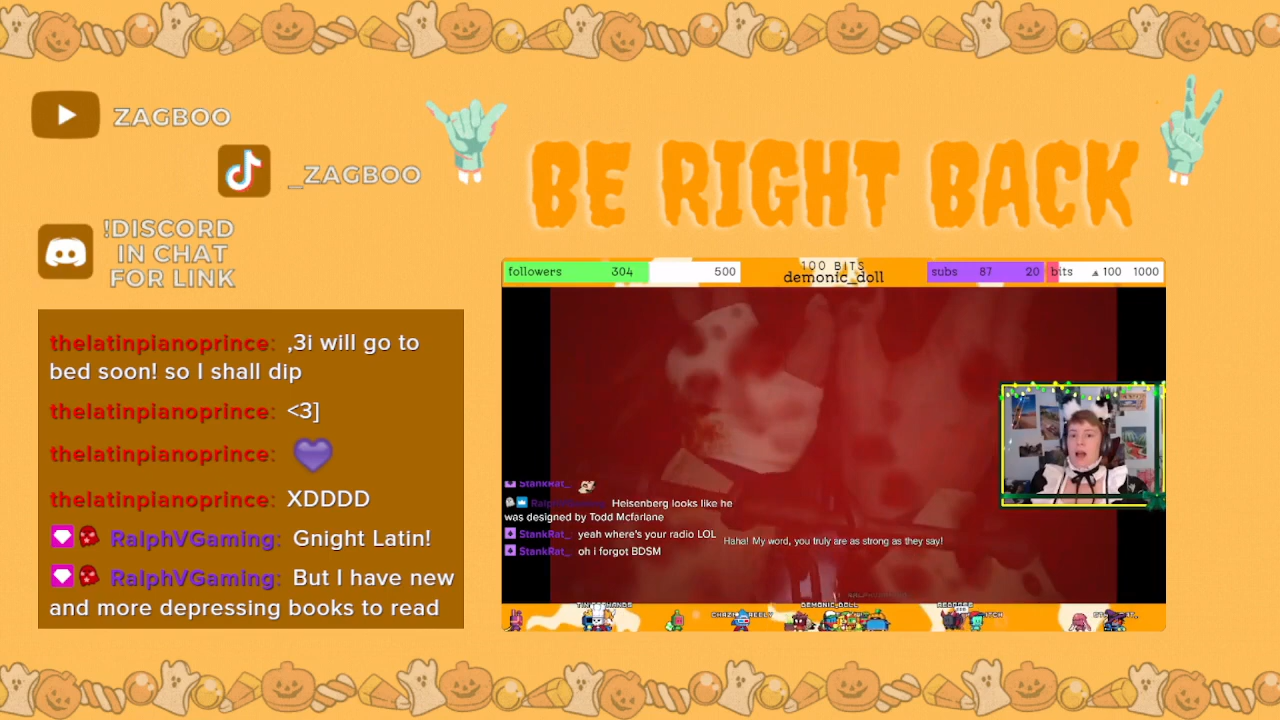 ZAGBOO
_ZAGBOO
!DISCORD
IN CHAT
FOR LINK
BE RIGHT BACK
thelatinpianoprince: ,3i will go to
bed soon! so I shall dip
thelatinpianoprince: <3]
thelatinpianoprince:
thelatinpianoprince: XDDDD
RalphVGaming: Gnight Latin!
RalphVGaming: But I have new
and more depressing books to read
followers 304 500
100 BITS
demonic_doll
subs 87 20
bits ▲100 1000
StankRat_
RalphVGaming: Heisenberg looks like he
was designed by Todd Mcfarlane
StankRat_ yeah where's your radio LOL
StankRat_ oh i forgot BDSM
Haha! My word, you truly are as strong as they say!
DEMONIC_DOLL